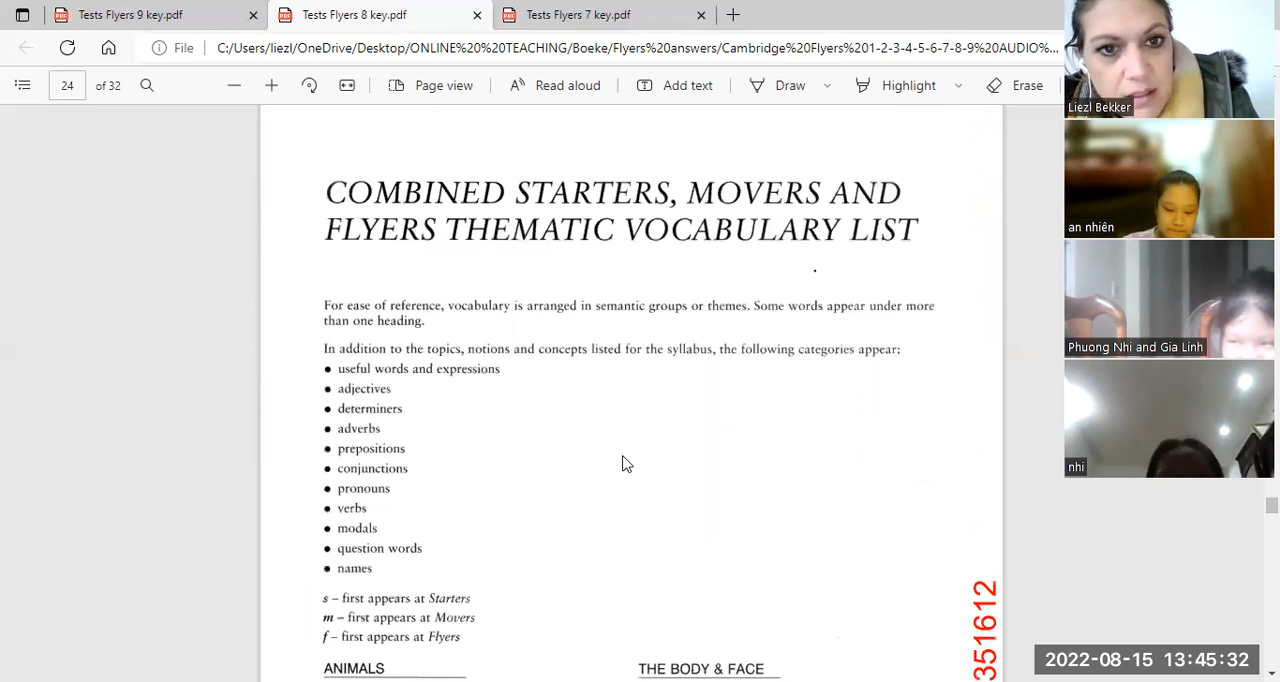 Tests Flyers 9 key.pdf
Tests Flyers 8 key.pdf
Tests Flyers 7 key.pdf
File
C:/Users/liezl/OneDrive/Desktop/ONLINE%20%20TEACHING/Boeke/Flyers%20answers/Cambridge%20Flyers%201-2-3-4-5-6-7-8-9%20AUDIO%...
24
of 32
Page view
Read aloud
Add text
Draw
Highlight
Erase
Liezl Bekker
an nhiên
Phuong Nhi and Gia Linh
nhi
COMBINED STARTERS, MOVERS AND
FLYERS THEMATIC VOCABULARY LIST
For ease of reference, vocabulary is arranged in semantic groups or themes. Some words appear under more
than one heading.
In addition to the topics, notions and concepts listed for the syllabus, the following categories appear:
• useful words and expressions
• adjectives
• determiners
• adverbs
• prepositions
• conjunctions
• pronouns
• verbs
• modals
• question words
• names
s – first appears at Starters
m – first appears at Movers
f – first appears at Flyers
ANIMALS
THE BODY & FACE
351612
2022-08-15 13:45:32